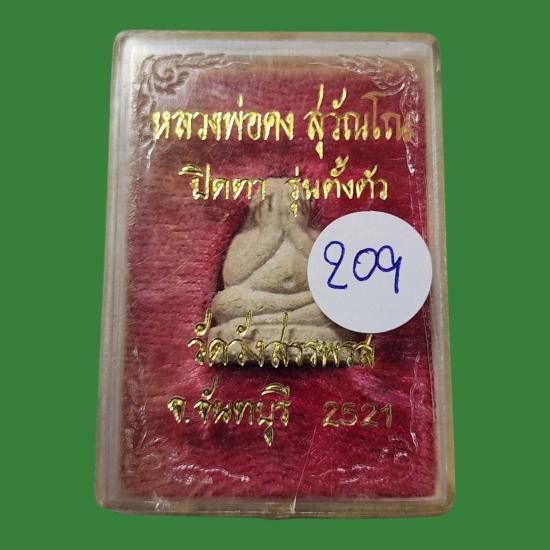 หลวงพ่อคง สุวัณโณ
ปิดตา รุ่นตั้งตัว
209
วัดวังสรรพรส
จ.จันทบุรี 2521